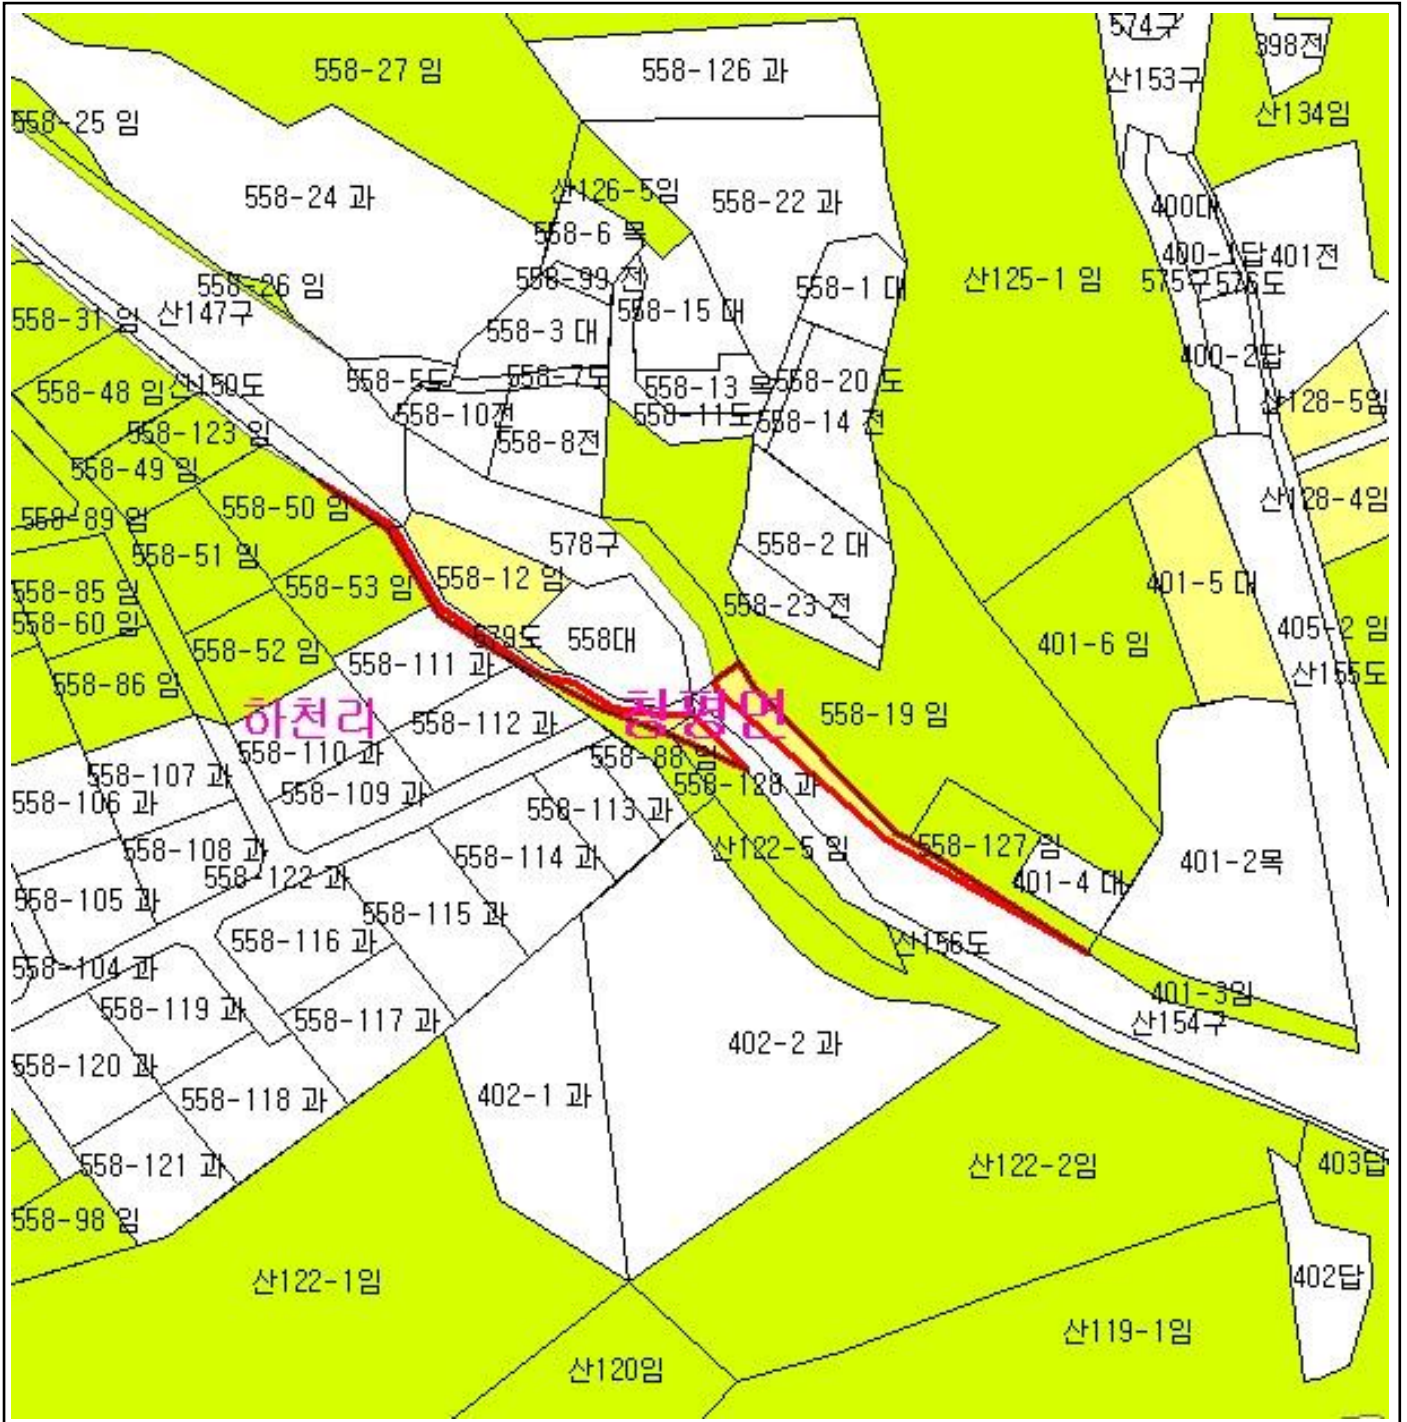 574구
398전
558-27 임
558-126 과
산153구
산134임
558-25 임
558-24 과
산126-5임
558-22 과
400대
558-6 목
400-1답
401전
558-99 전
558-26 임
558-1 대
산125-1 임
575구
576도
558-31 임
산147구
558-15 대
558-3 대
400-2답
558-48 임
산150도
558-5도
558-7도
558-13 목
558-20 도
산128-5임
558-10전
558-11도
558-14 전
558-123 임
558-8전
558-49 임
558-50 임
산128-4임
558-89 임
578구
558-2 대
558-51 임
558-85 임
558-53 임
558-12 임
401-5 대
558-60 임
558-23 전
579도
558대
401-6 임
405-2 임
558-52 임
558-111 과
산155도
558-86 임
하천리
558-112 과
창평면
558-19 임
558-110 과
558-88 임
558-107 과
558-128 과
558-106 과
558-109 과
558-113 과
558-108 과
558-114 과
산122-5 임
558-127 임
401-2목
558-122 과
401-4 대
558-105 과
558-115 과
558-116 과
산156도
558-104 과
401-3임
558-119 과
558-117 과
산154구
402-2 과
558-120 과
558-118 과
402-1 과
558-121 과
산122-2임
403답
558-98 임
산122-1임
402답
산119-1임
산120임